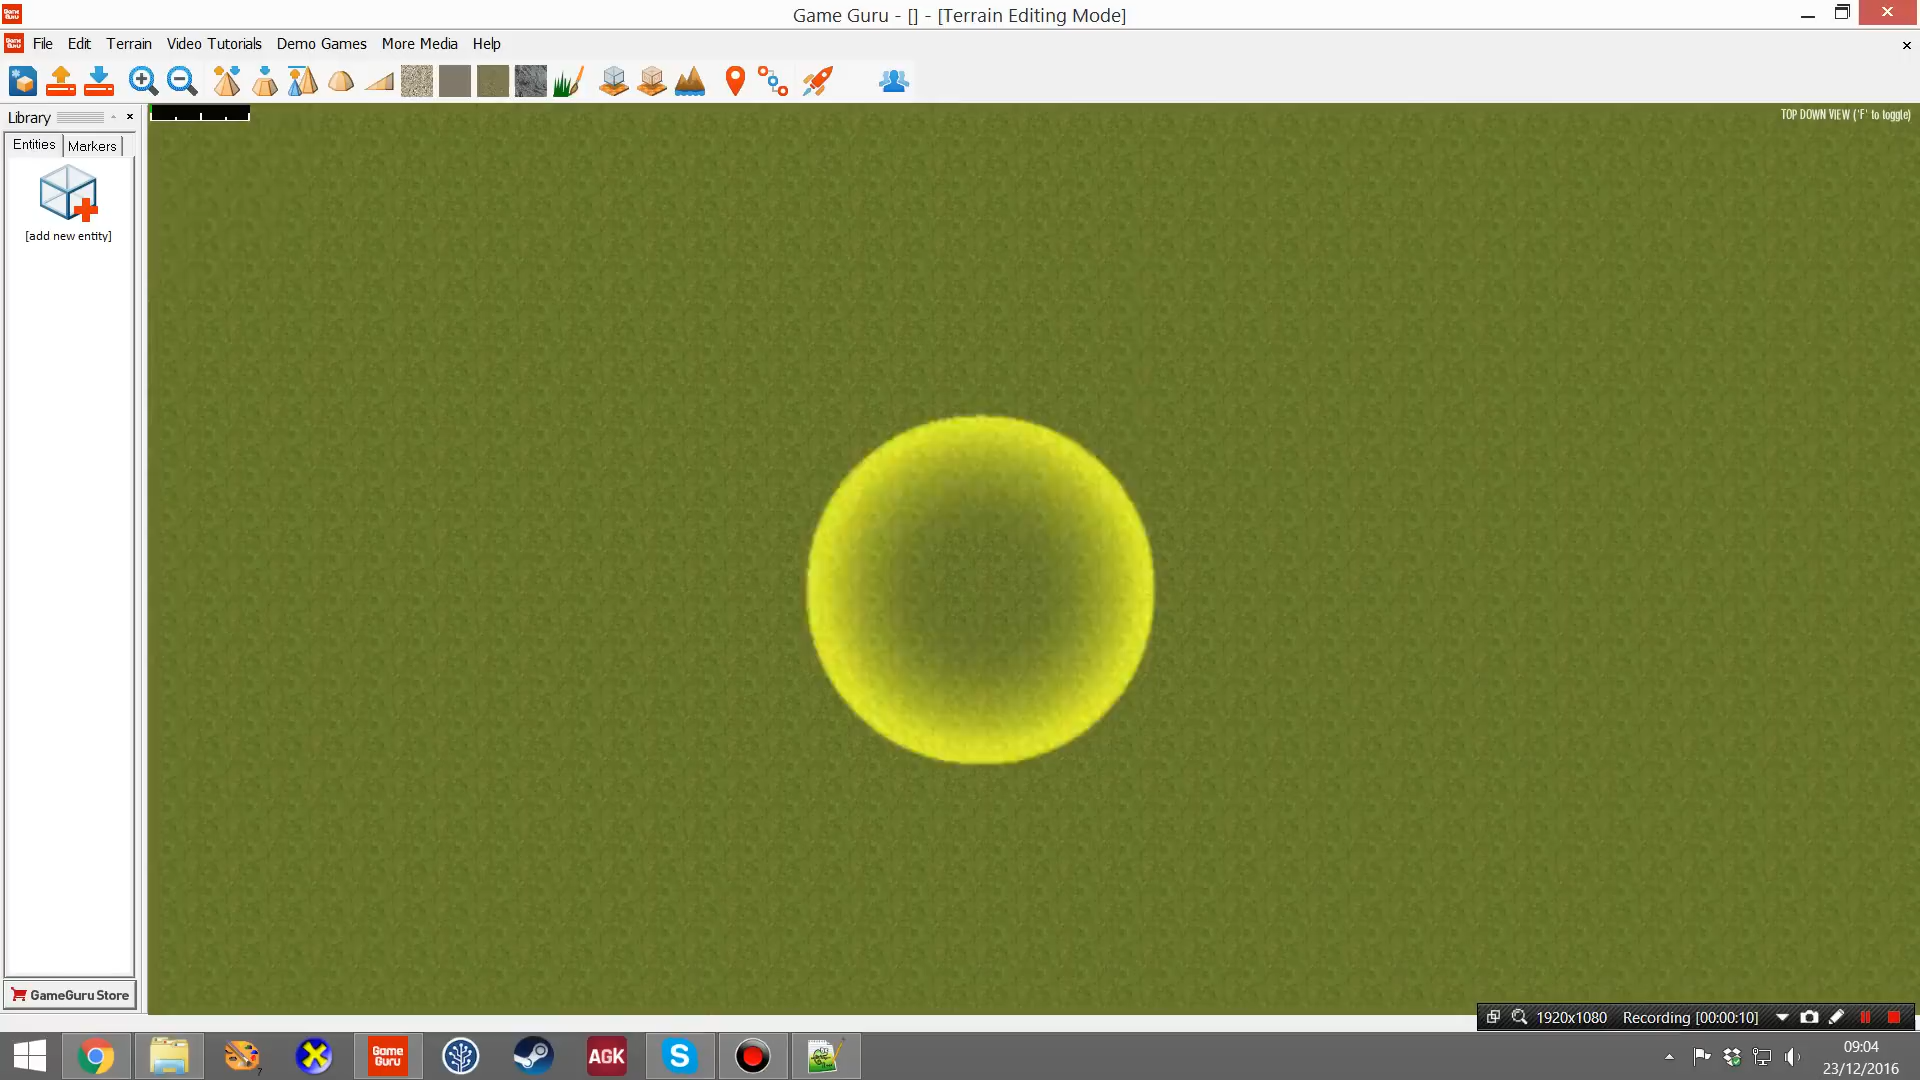 Game Guru - [] - [Terrain Editing Mode]
File Edit Terrain Video Tutorials Demo Games More Media Help
Library
Entities Markers
[add new entity]
TOP DOWN VIEW ('F' to toggle)
GameGuru Store
1920x1080 Recording [00:00:10]
Game Guru
AGK
S
7
09:04
23/12/2016